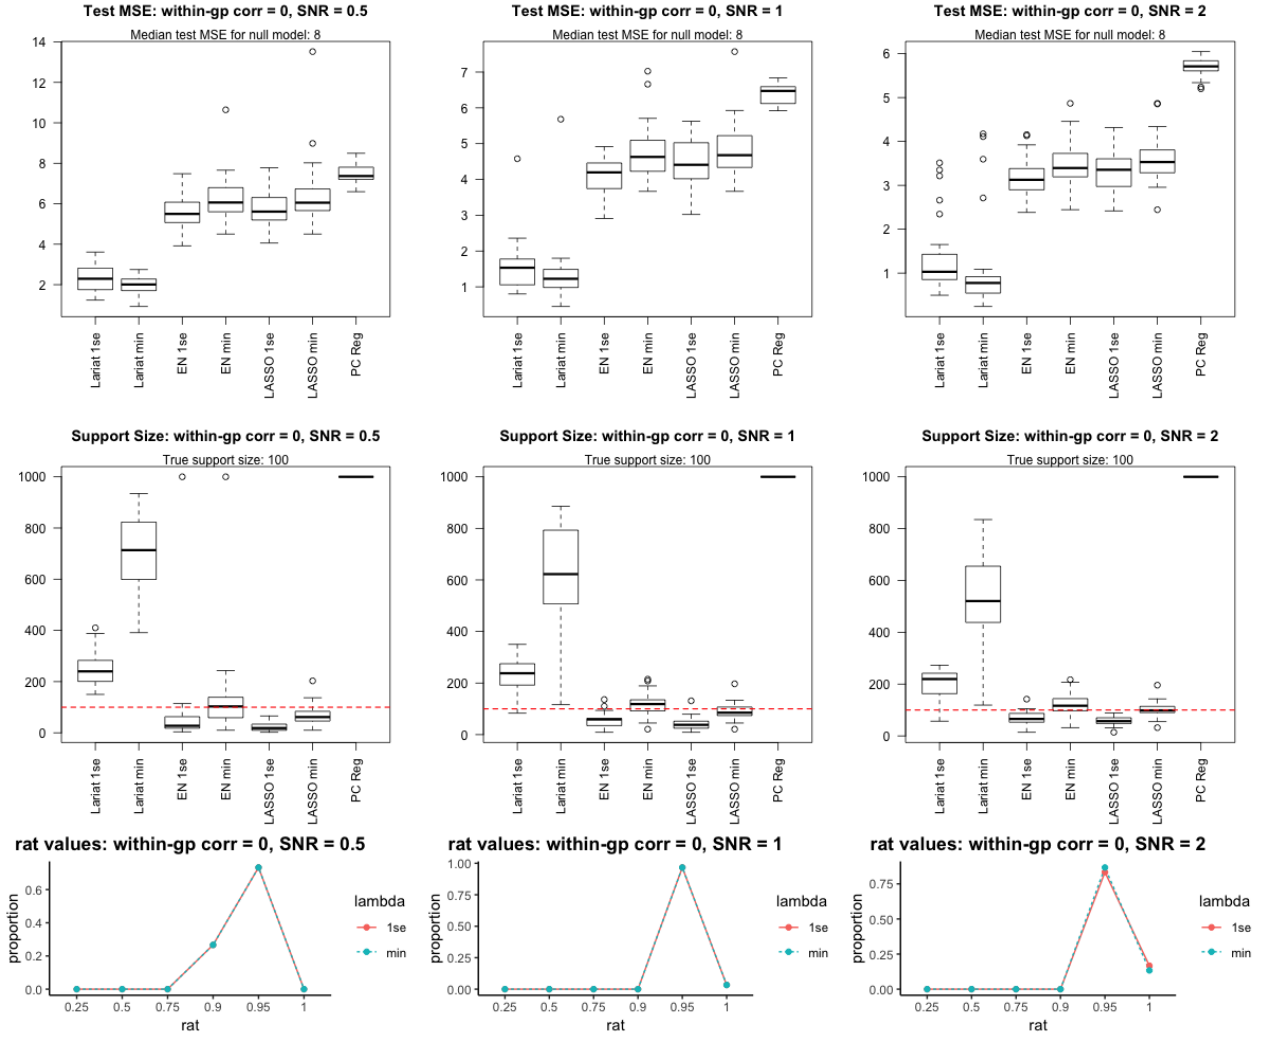 Test MSE: within-gp corr = 0, SNR = 0.5
Median test MSE for null model: 8
14
12
10
8
6
4
2
Lariat 1se
Lariat min
EN 1se
EN min
LASSO 1se
LASSO min
PC Reg
Test MSE: within-gp corr = 0, SNR = 1
Median test MSE for null model: 8
7
6
5
4
3
2
1
Lariat 1se
Lariat min
EN 1se
EN min
LASSO 1se
LASSO min
PC Reg
Test MSE: within-gp corr = 0, SNR = 2
Median test MSE for null model: 8
6
5
4
3
2
1
Lariat 1se
Lariat min
EN 1se
EN min
LASSO 1se
LASSO min
PC Reg
Support Size: within-gp corr = 0, SNR = 0.5
True support size: 100
1000
800
600
400
200
0
Lariat 1se
Lariat min
EN 1se
EN min
LASSO 1se
LASSO min
PC Reg
Support Size: within-gp corr = 0, SNR = 1
True support size: 100
1000
800
600
400
200
0
Lariat 1se
Lariat min
EN 1se
EN min
LASSO 1se
LASSO min
PC Reg
Support Size: within-gp corr = 0, SNR = 2
True support size: 100
1000
800
600
400
200
0
Lariat 1se
Lariat min
EN 1se
EN min
LASSO 1se
LASSO min
PC Reg
rat values: within-gp corr = 0, SNR = 0.5
proportion
0.6
0.4
0.2
0.0
0.25 0.5 0.75 0.9 0.95 1
rat
lambda
1se
min
rat values: within-gp corr = 0, SNR = 1
proportion
1.00
0.75
0.50
0.25
0.00
0.25 0.5 0.75 0.9 0.95 1
rat
lambda
1se
min
rat values: within-gp corr = 0, SNR = 2
proportion
0.75
0.50
0.25
0.00
0.25 0.5 0.75 0.9 0.95 1
rat
lambda
1se
min